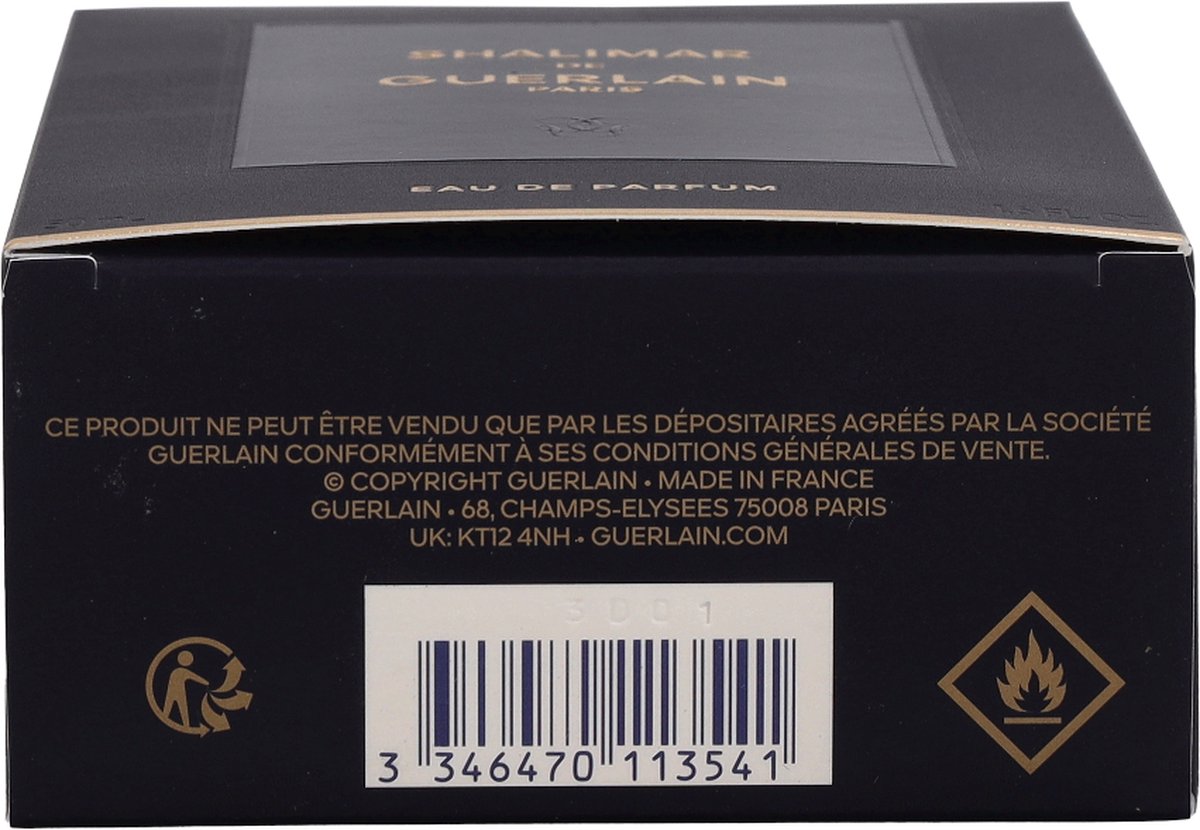 SHALIMAR
DE
GUERLAIN
PARIS
EAU DE PARFUM
CE PRODUIT NE PEUT ÊTRE VENDU QUE PAR LES DÉPOSITAIRES AGRÉÉS PAR LA SOCIÉTÉ
GUERLAIN CONFORMÉMENT À SES CONDITIONS GÉNÉRALES DE VENTE.
© COPYRIGHT GUERLAIN • MADE IN FRANCE
GUERLAIN • 68, CHAMPS-ELYSEES 75008 PARIS
UK: KT12 4NH • GUERLAIN.COM
3001
3 346470 113541